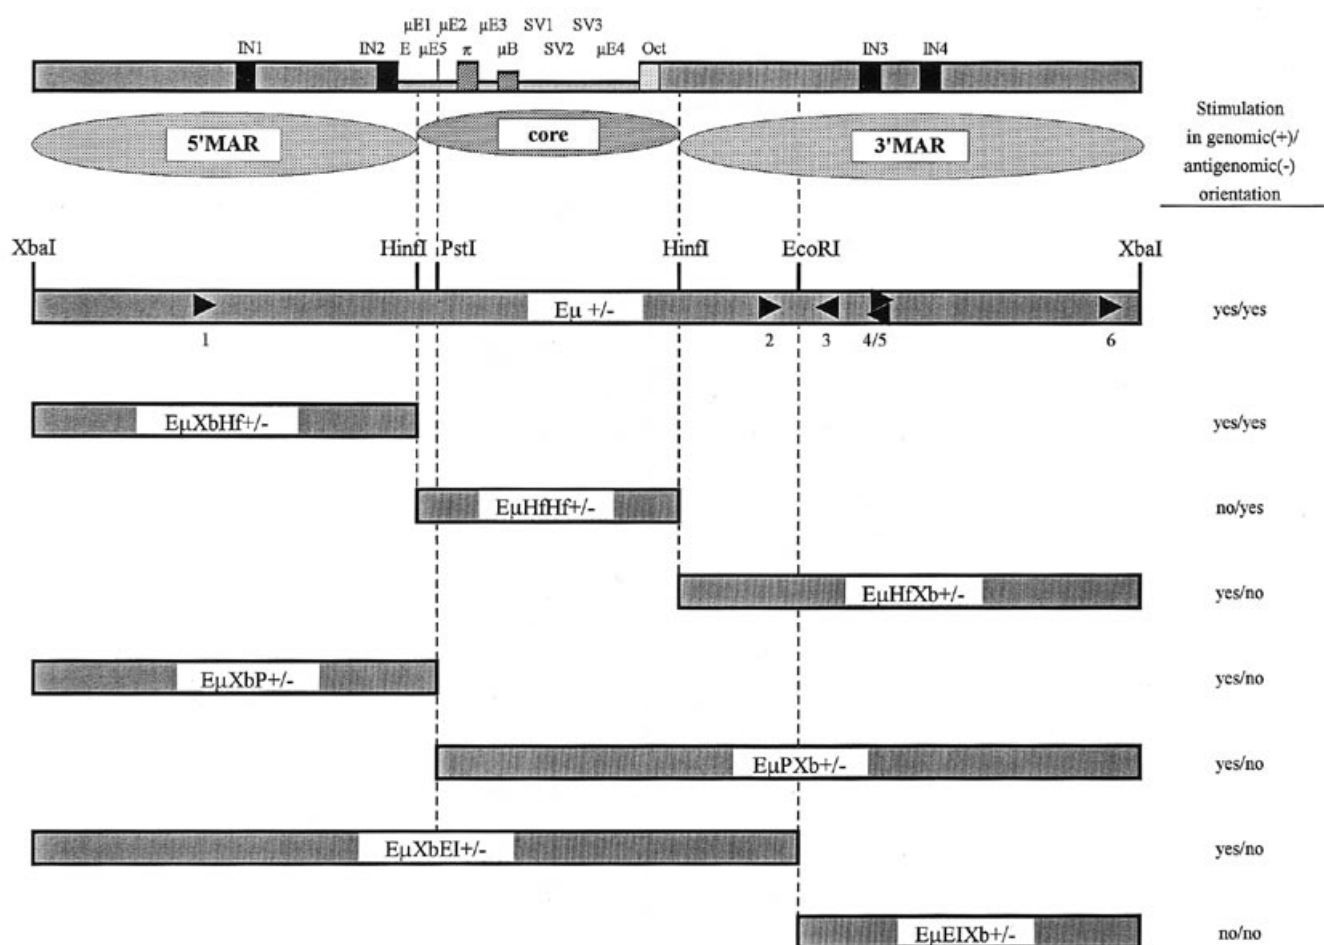 µE1 µE2 µE3 SV1 SV3
IN1 IN2 E µE5 π µB SV2 µE4 Oct IN3 IN4
5'MAR core 3'MAR
Stimulation
in genomic(+)/
antigenomic(-)
orientation
XbaI HinfI PstI HinfI EcoRI XbaI
Eµ +/- yes/yes
1 2 3 4/5 6
EµXbHf+/- yes/yes
EµHfHf+/- no/yes
EµHfXb+/- yes/no
EµXbP+/- yes/no
EµPXb+/- yes/no
EµXbEI+/- yes/no
EµEIXb+/- no/no